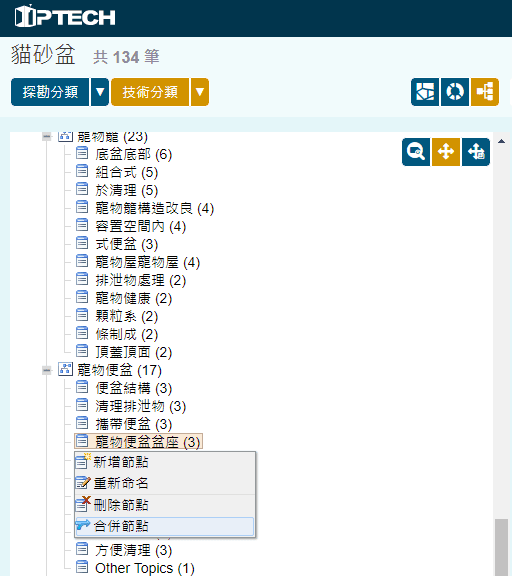 IPTECH
貓砂盆 共 134 筆
探勘分類 ▼ 技術分類 ▼
寵物籠 (23)
底盆底部 (6)
組合式 (5)
於清理 (5)
寵物籠構造改良 (4)
容置空間內 (4)
式便盆 (3)
寵物屋寵物屋 (4)
排泄物處理 (2)
寵物健康 (2)
顆粒系 (2)
條制成 (2)
頂蓋頂面 (2)
寵物便盆 (17)
便盆結構 (3)
清理排泄物 (3)
攜帶便盆 (3)
寵物便盆盆座 (3)
新增節點
重新命名
刪除節點
合併節點
方便清理 (3)
Other Topics (1)